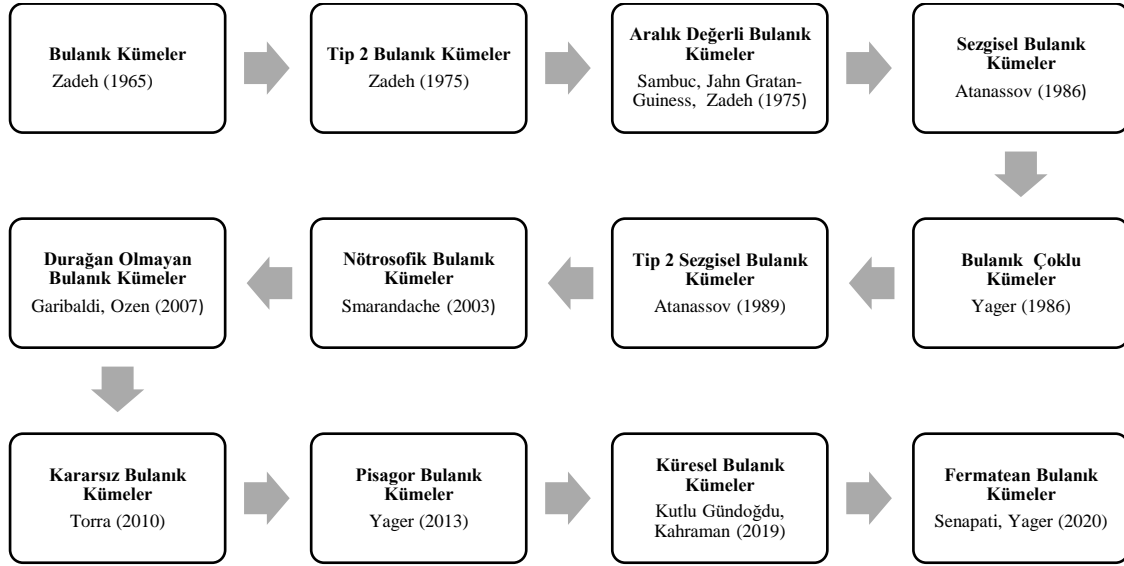 Bulanık Kümeler
Zadeh (1965)
Tip 2 Bulanık Kümeler
Zadeh (1975)
Aralık Değerli Bulanık
Kümeler
Sambuc, Jahn Gratan-
Guiness, Zadeh (1975)
Sezgisel Bulanık
Kümeler
Atanassov (1986)
Bulanık Çoklu
Kümeler
Yager (1986)
Tip 2 Sezgisel Bulanık
Kümeler
Atanassov (1989)
Nötrosofik Bulanık
Kümeler
Smarandache (2003)
Durağan Olmayan
Bulanık Kümeler
Garibaldi, Ozen (2007)
Kararsız Bulanık
Kümeler
Torra (2010)
Pisagor Bulanık
Kümeler
Yager (2013)
Küresel Bulanık
Kümeler
Kutlu Gündoğdu,
Kahraman (2019)
Fermatean Bulanık
Kümeler
Senapati, Yager (2020)